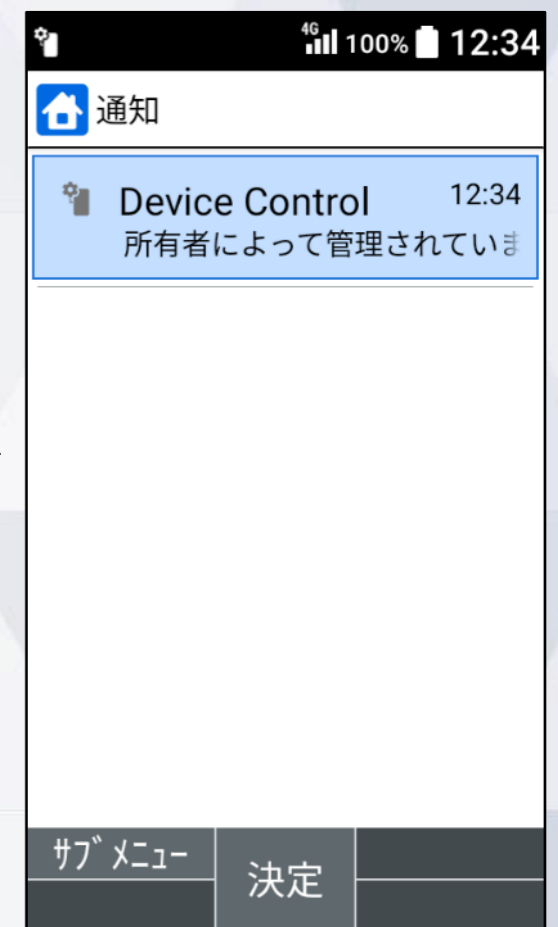 4G 100% 12:34
通知
Device Control 12:34
所有者によって管理されていま
ｻﾌﾞﾒﾆｭｰ
決定